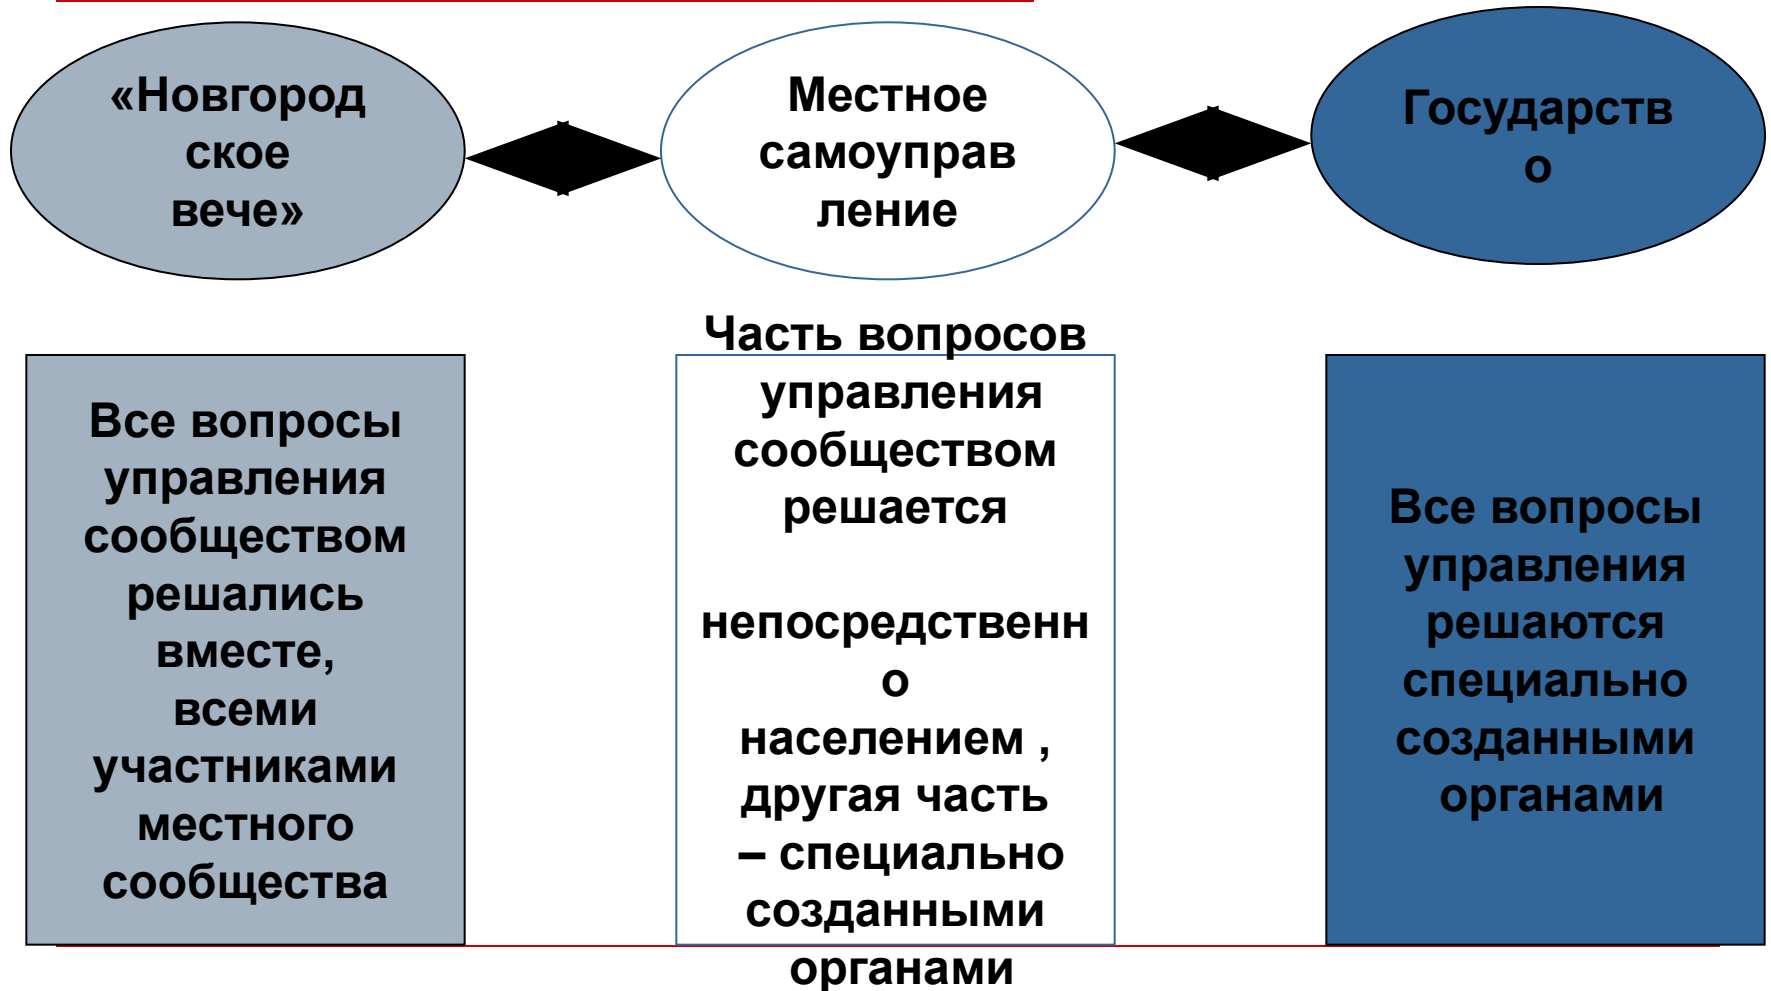 «Новгород
ское
вече»
Местное
самоуправ
ление
Государств
о
Все вопросы
управления
сообществом
решались
вместе,
всеми
участниками
местного
сообщества
Часть вопросов
управления
сообществом
решается
непосредственн
о
населением ,
другая часть
– специально
созданными
органами
Все вопросы
управления
решаются
специально
созданными
органами